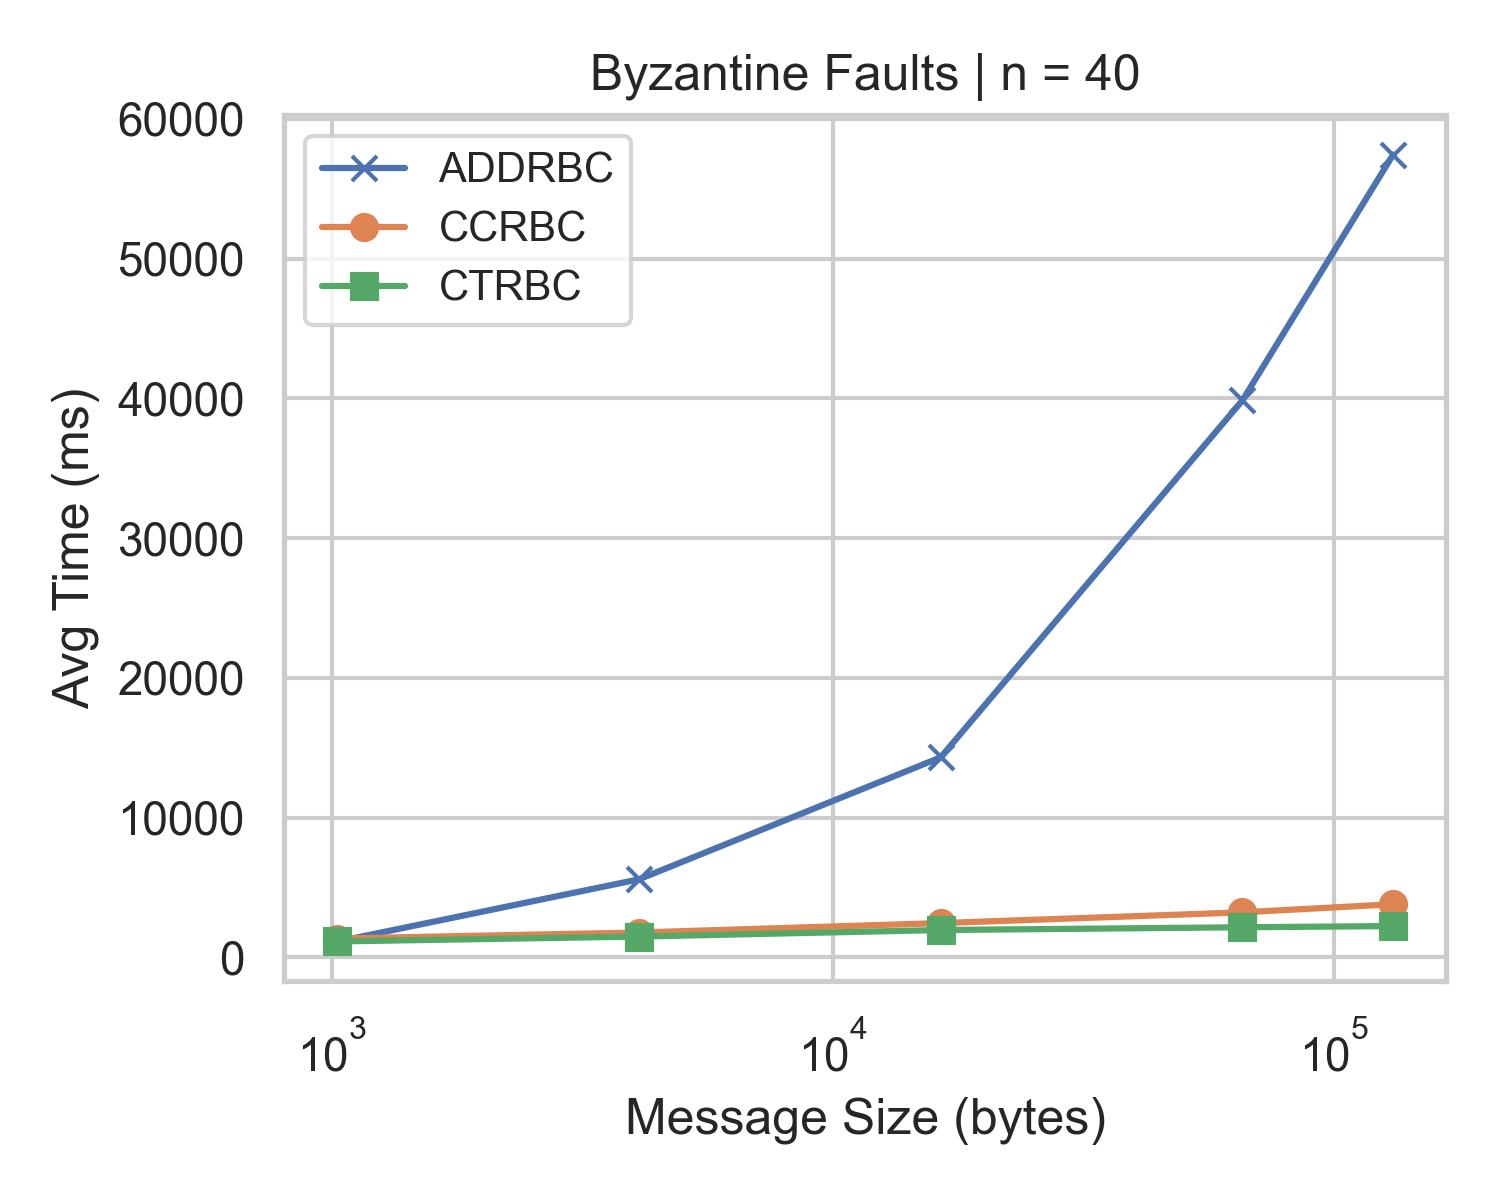 Byzantine Faults | n = 40
60000
50000
40000
30000
20000
10000
0
Avg Time (ms)
ADDRBC
CCRBC
CTRBC
10^3 10^4 10^5
Message Size (bytes)